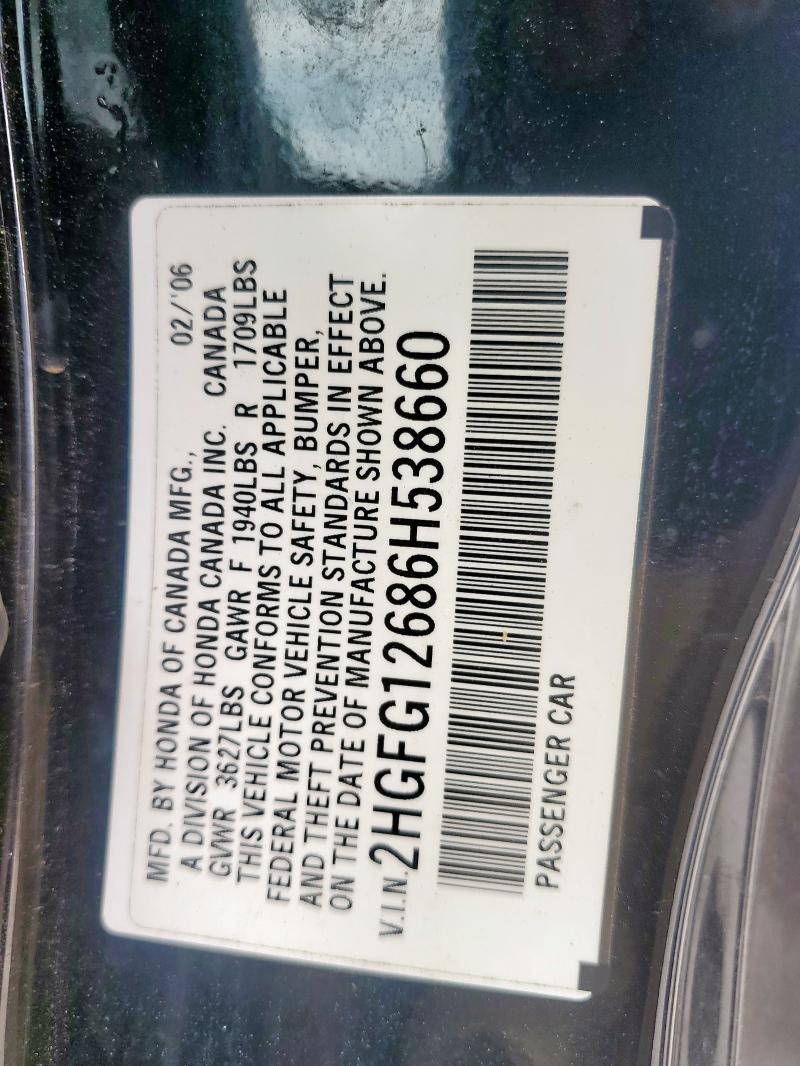 MFD. BY HONDA OF CANADA MFG., 02/'06
A DIVISION OF HONDA CANADA INC. CANADA
GVWR 3627LBS GAWR F 1940LBS R 1709LBS
THIS VEHICLE CONFORMS TO ALL APPLICABLE
FEDERAL MOTOR VEHICLE SAFETY, BUMPER,
AND THEFT PREVENTION STANDARDS IN EFFECT
ON THE DATE OF MANUFACTURE SHOWN ABOVE.
V.I.N. 2HGFG12686H538660
PASSENGER CAR